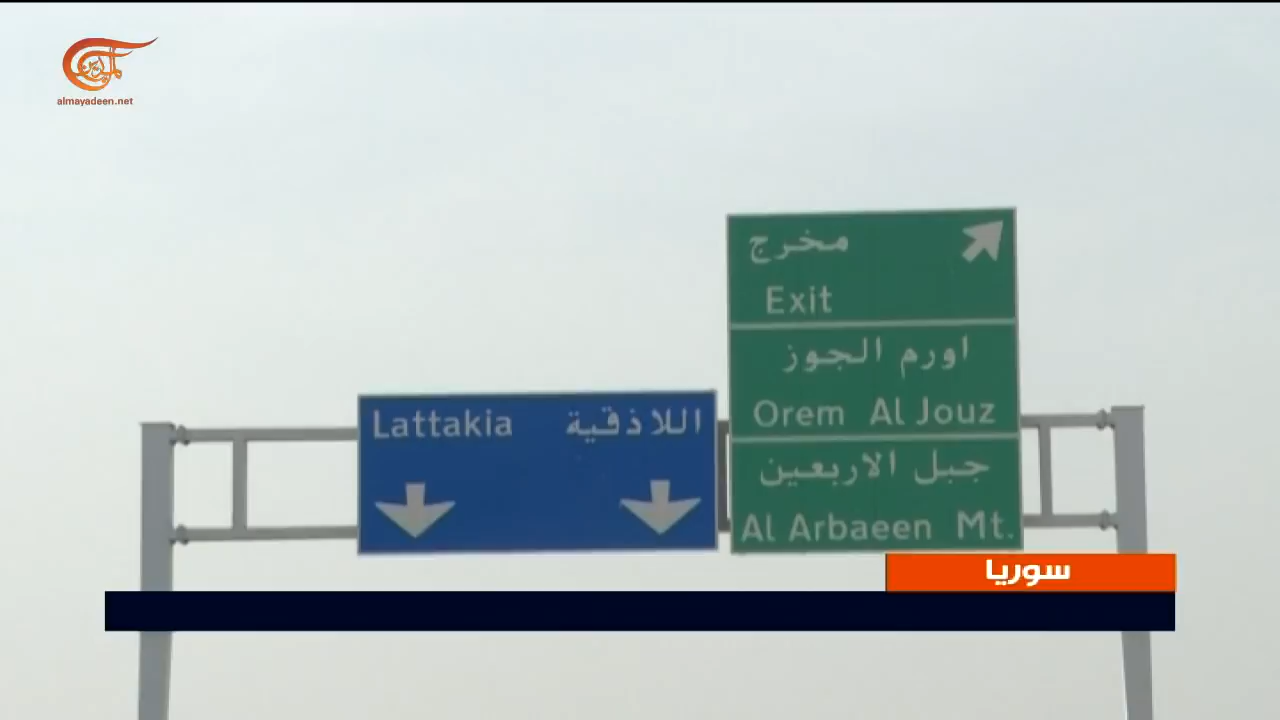 almayadeen.net
مخرج
Exit
اورم الجوز
Orem Al Jouz
Lattakia اللاذقية
جبل الاربعين
Al Arbaeen Mt.
سوريا